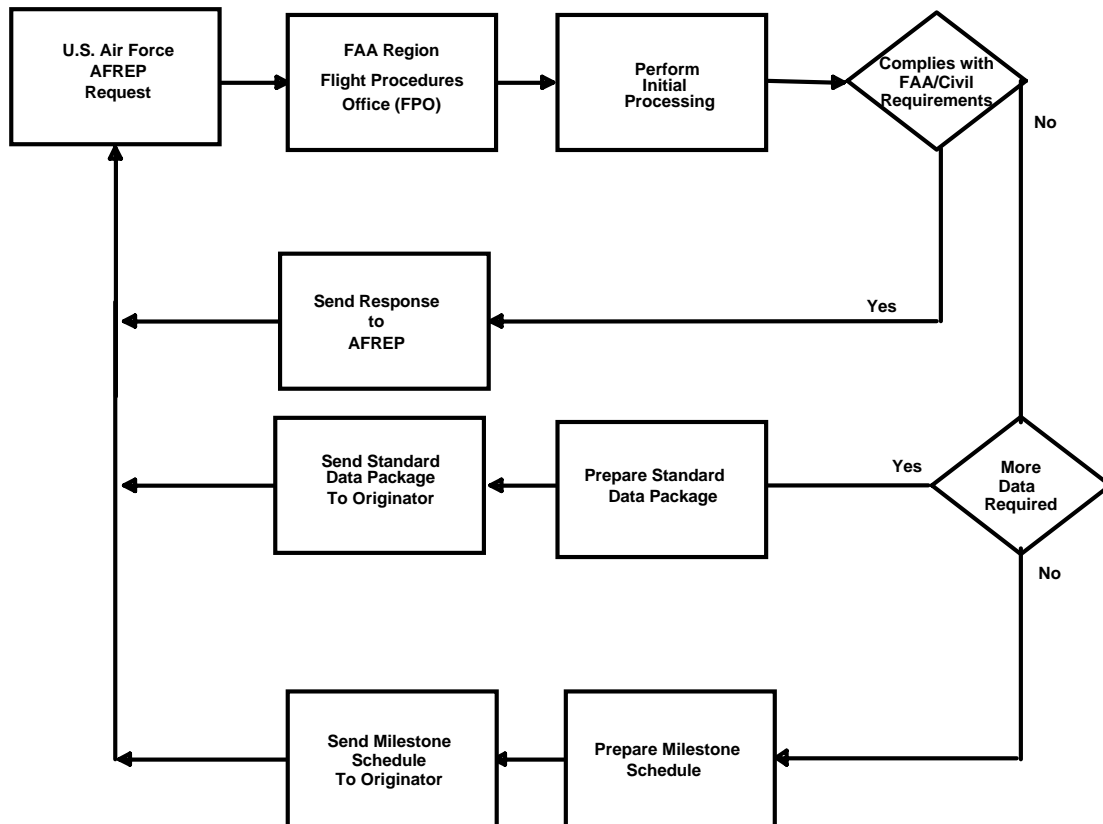 U.S. Air Force
AFREP
Request
FAA Region
Flight Procedures
Office (FPO)
Perform
Initial
Processing
Complies with
FAA/Civil
Requirements
No
Send Response
to
AFREP
Yes
Send Standard
Data Package
To Originator
Prepare Standard
Data Package
Yes
More
Data
Required
No
Send Milestone
Schedule
To Originator
Prepare Milestone
Schedule